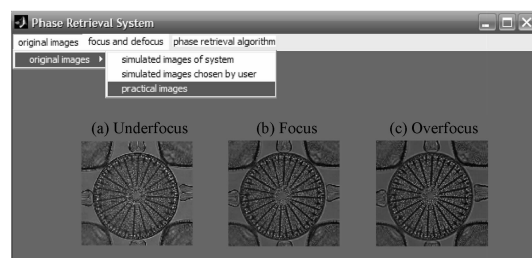 Phase Retrieval System
original images focus and defocus phase retrieval algorithm
original images
simulated images of system
simulated images chosen by user
practical images
(a) Underfocus (b) Focus (c) Overfocus